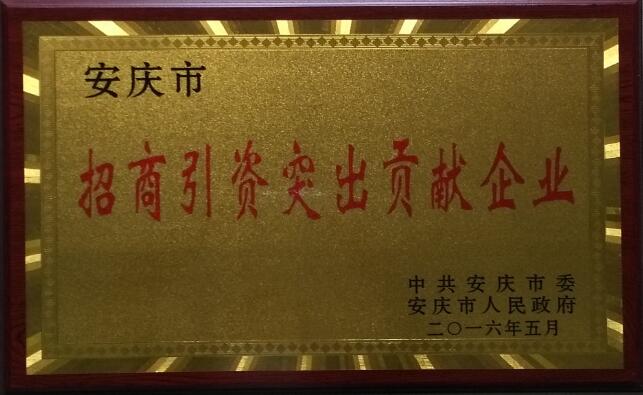 安庆市
招商引资突出贡献企业
中共安庆市委
安庆市人民政府
二〇一六年五月